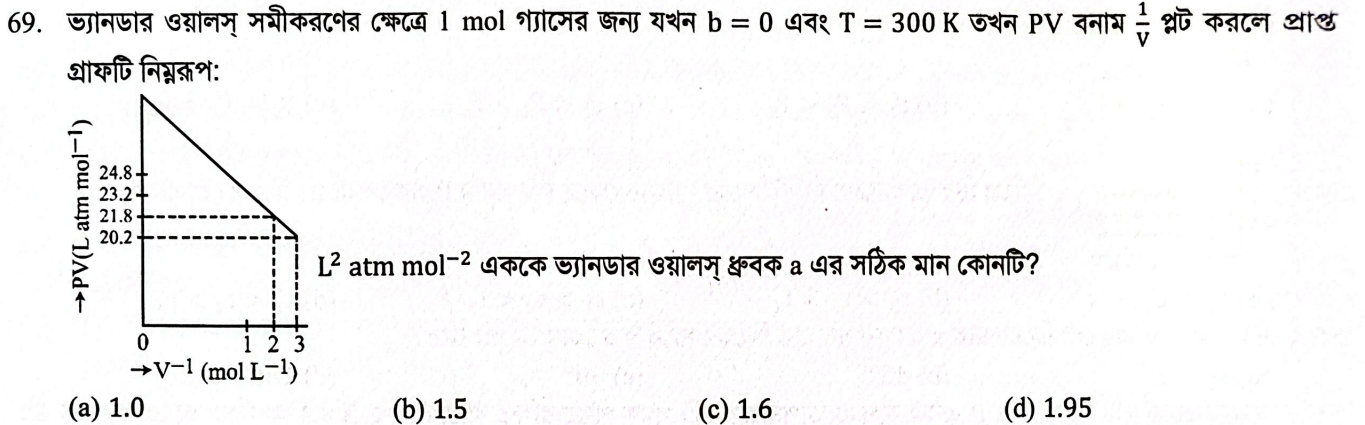 69. ভ্যানডার ওয়ালস্ সমীকরণের ক্ষেত্রে 1 mol গ্যাসের জন্য যখন b = 0 এবং T = 300 K তখন PV বনাম 1/V প্লট করলে প্রাপ্ত
গ্রাফটি নিম্নরূপ:
→PV(L atm mol⁻¹)
24.8
23.2
21.8
20.2
0 1 2 3
→V⁻¹ (mol L⁻¹)
L² atm mol⁻² এককে ভ্যানডার ওয়ালস্ ধ্রুবক a এর সঠিক মান কোনটি?
(a) 1.0 (b) 1.5 (c) 1.6 (d) 1.95